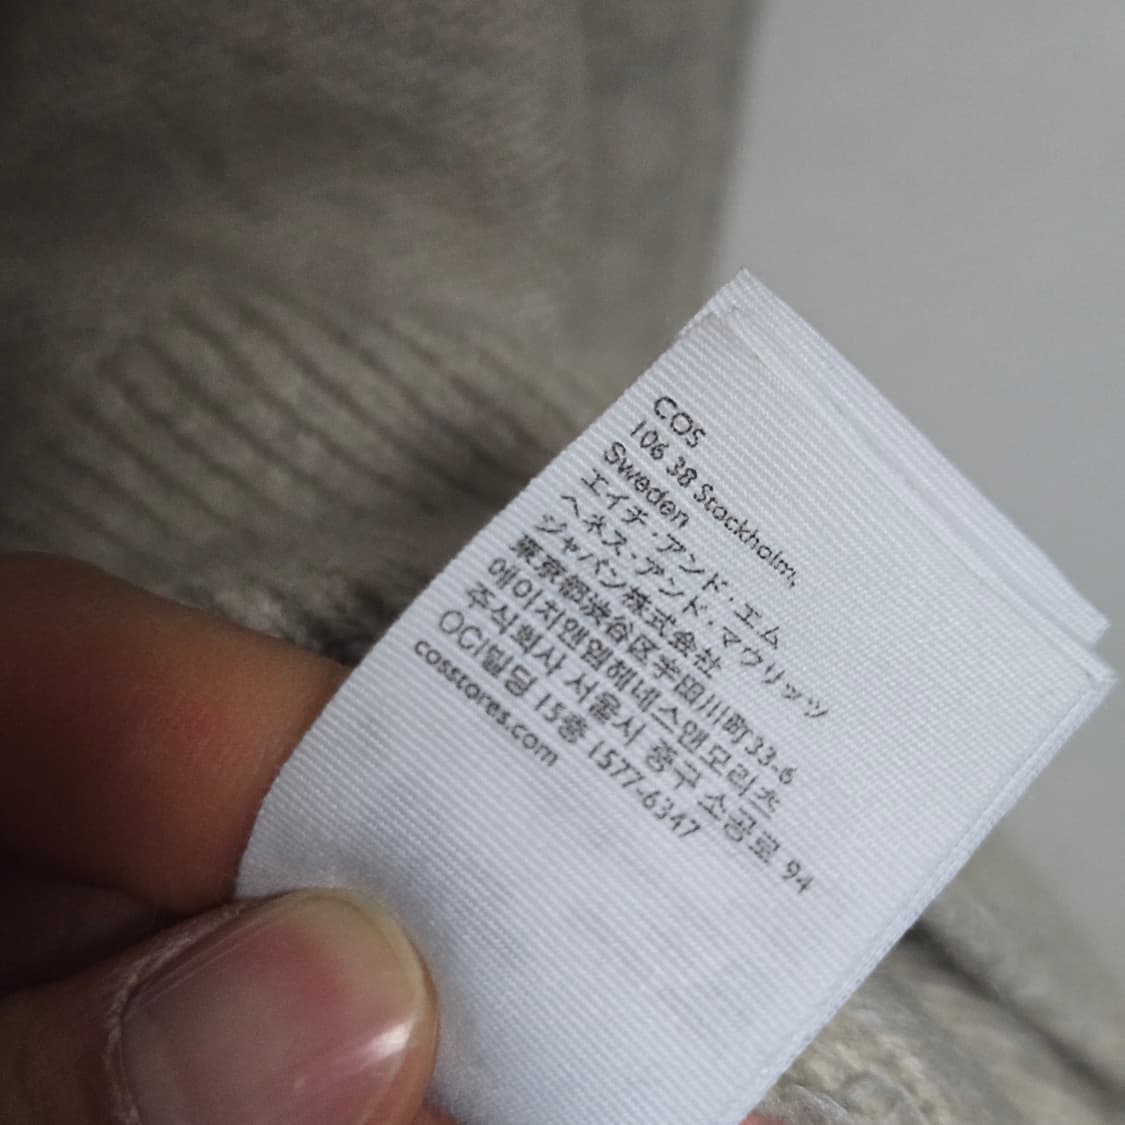 COS
106 38 Stockholm,
Sweden
エイチ・アンド・エム
ヘネス・アンド・マウリッツ
ジャパン株式会社
東京都渋谷区宇田川町33-6
에이치앤엠헤네스앤모리츠
주식회사 서울시 중구 소공로 94
OCI빌딩 15층 1577-6347
cosstores.com